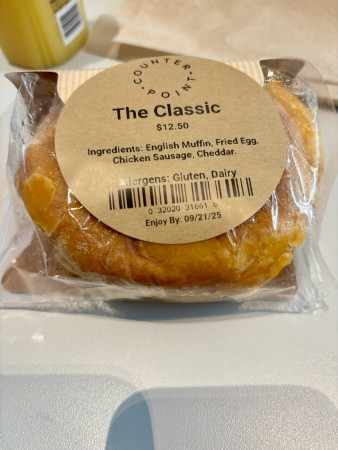 COUNTER
POINT
The Classic
$12.50
Ingredients: English Muffin, Fried Egg,
Chicken Sausage, Cheddar.
Allergens: Gluten, Dairy
0 32020 31661 8
Enjoy By: 09/21/25